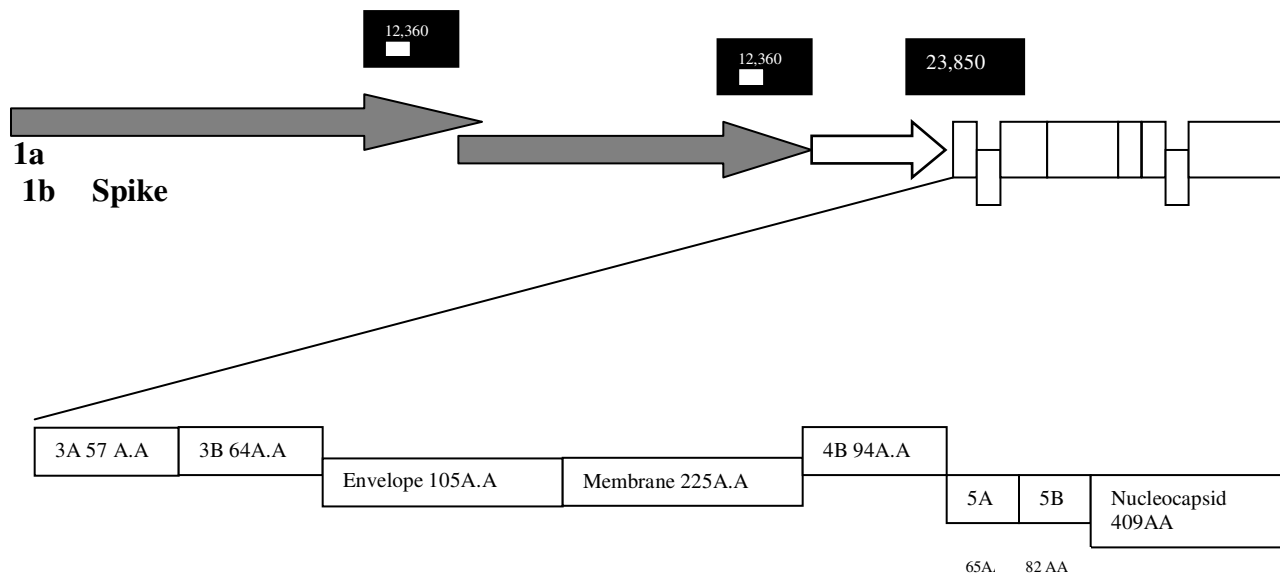 12,360
12,360
23,850
1a
1b Spike
3A 57 A.A
3B 64A.A
Envelope 105A.A
Membrane 225A.A
4B 94A.A
5A
5B
Nucleocapsid
409AA
65A.
82 AA